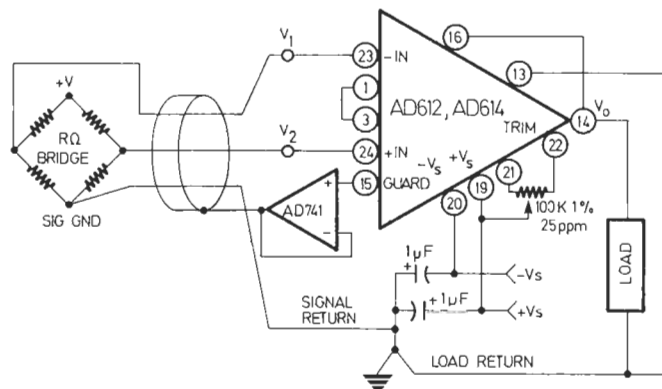 V1
16
23
-IN
13
+V
1
AD612, AD614
V0
3
TRIM
14
RΩ
BRIDGE
V2
24
+IN
-Vs
+Vs
21
22
15
GUARD
20
19
SIG GND
AD741
+
-
100K 1%
25ppm
1µF
+
-Vs
+1µF
+Vs
LOAD
SIGNAL
RETURN
LOAD RETURN